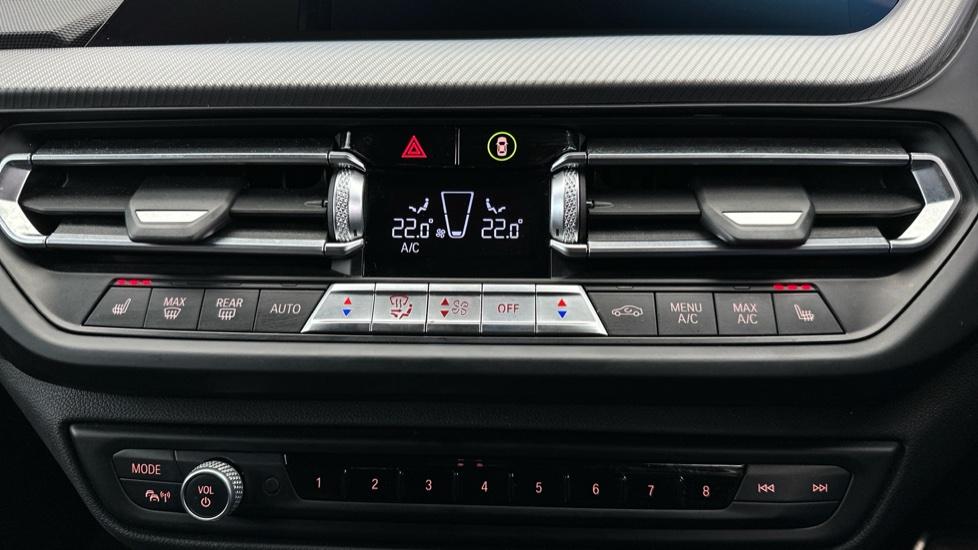 22.0° 22.0°
A/C
MAX REAR AUTO OFF MENU A/C MAX A/C
MODE
VOL
1 2 3 4 5 6 7 8